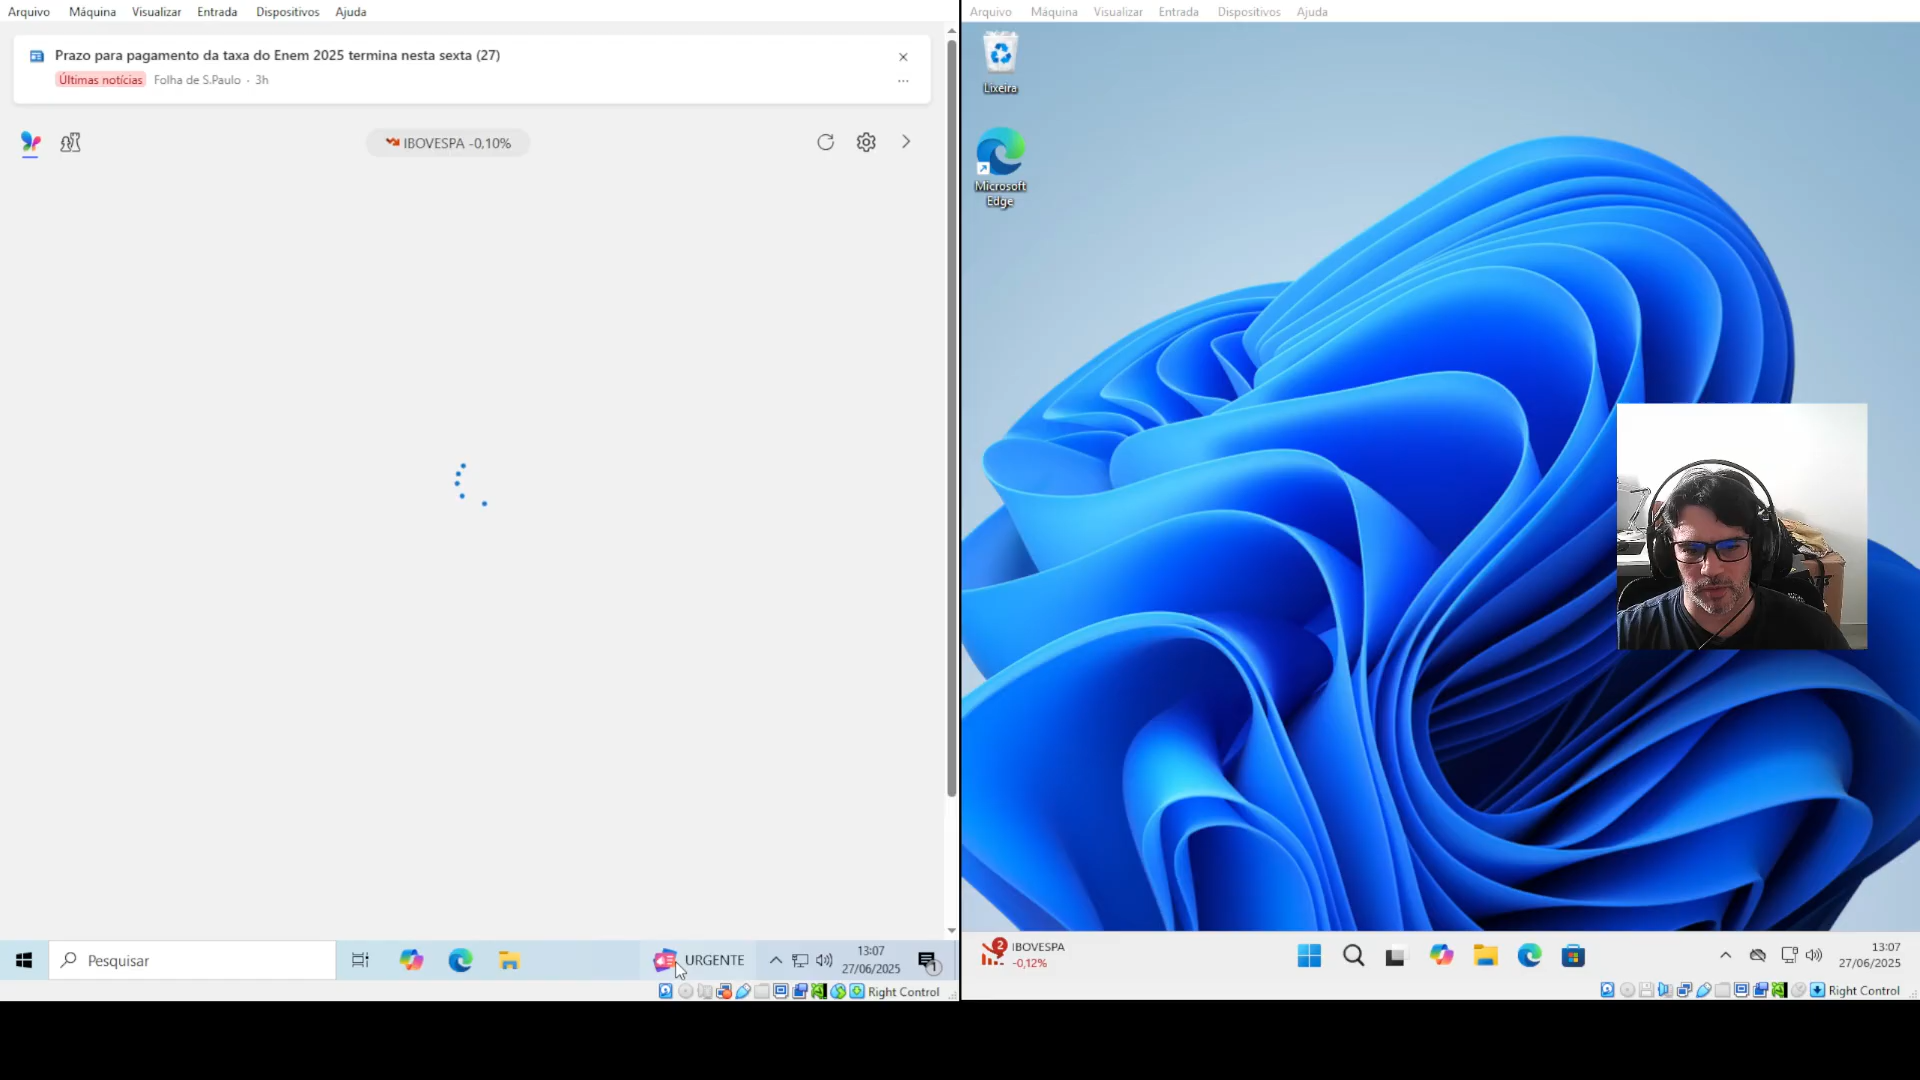 Arquivo Máquina Visualizar Entrada Dispositivos Ajuda
Prazo para pagamento da taxa do Enem 2025 termina nesta sexta (27)
Últimas notícias Folha de S.Paulo · 3h
IBOVESPA -0,10%
Pesquisar
URGENTE
13:07
27/06/2025
1
Right Control
Arquivo Máquina Visualizar Entrada Dispositivos Ajuda
Lixeira
Microsoft
Edge
2
IBOVESPA
-0,12%
13:07
27/06/2025
Right Control